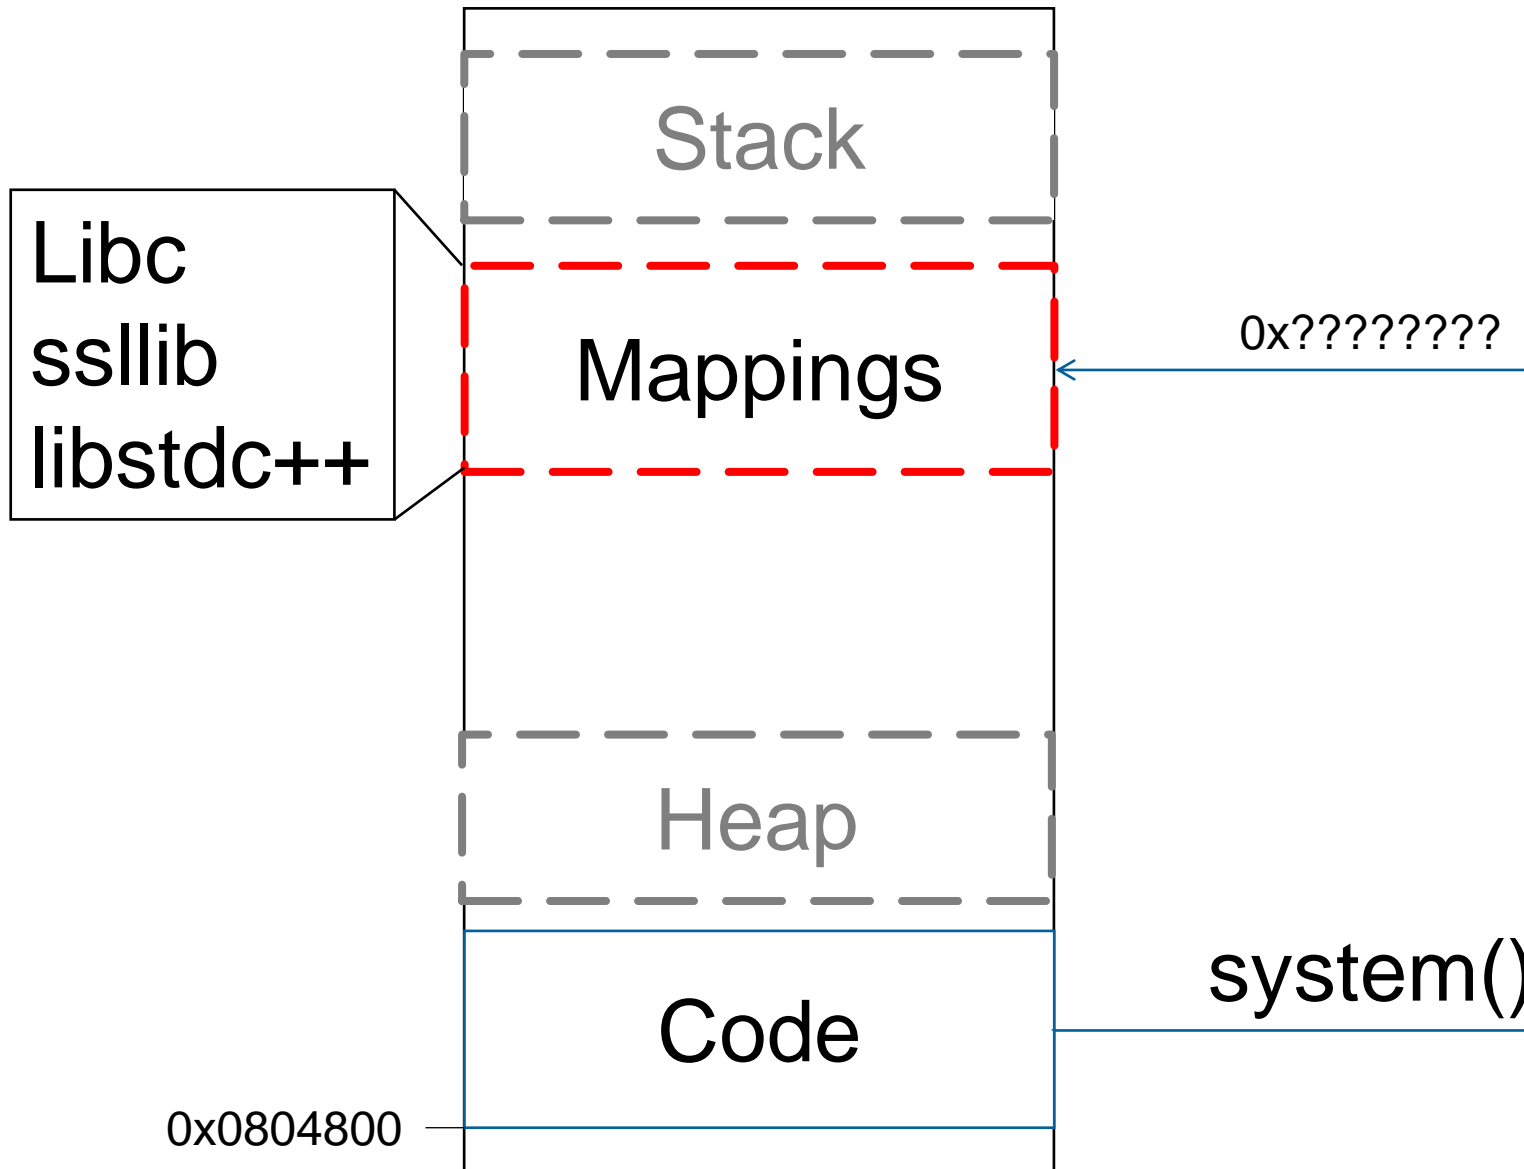 Stack
Libc
ssllib
libstdc++
Mappings
0x????????
Heap
system()
Code
0x0804800